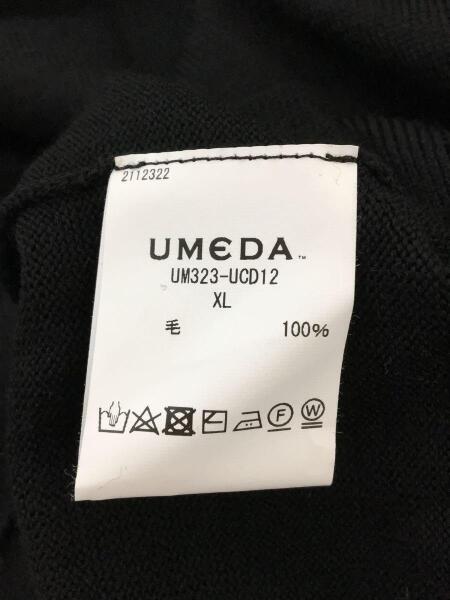 2112322
UMEDA™
UM323-UCD12
XL
毛 100%
F W